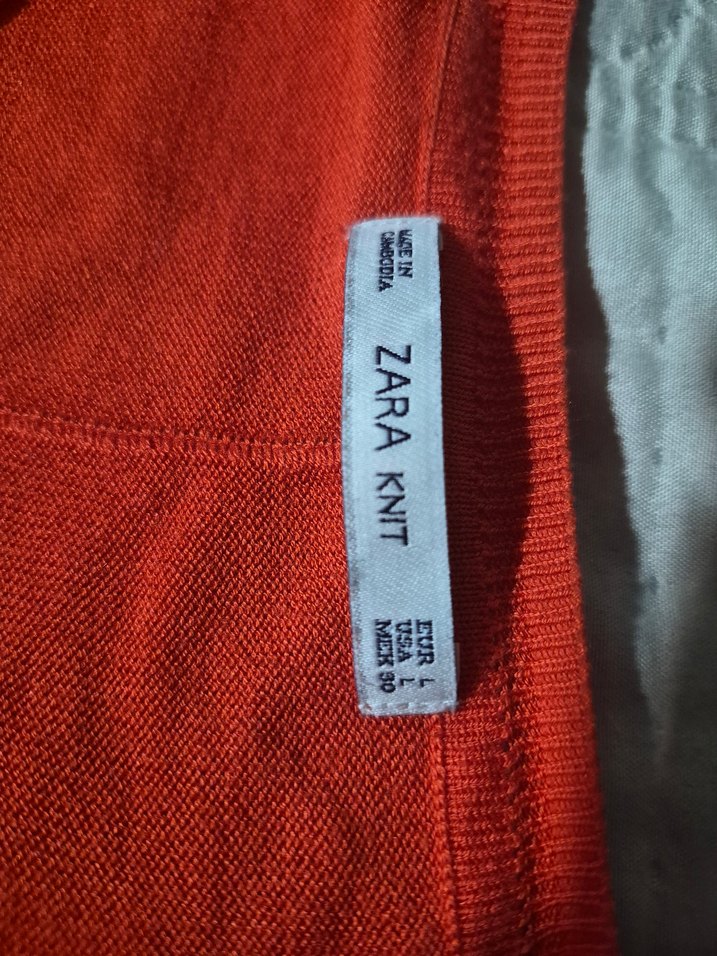 MADE IN
CAMBODIA
ZARA KNIT
EUR L
USA L
MEX 30